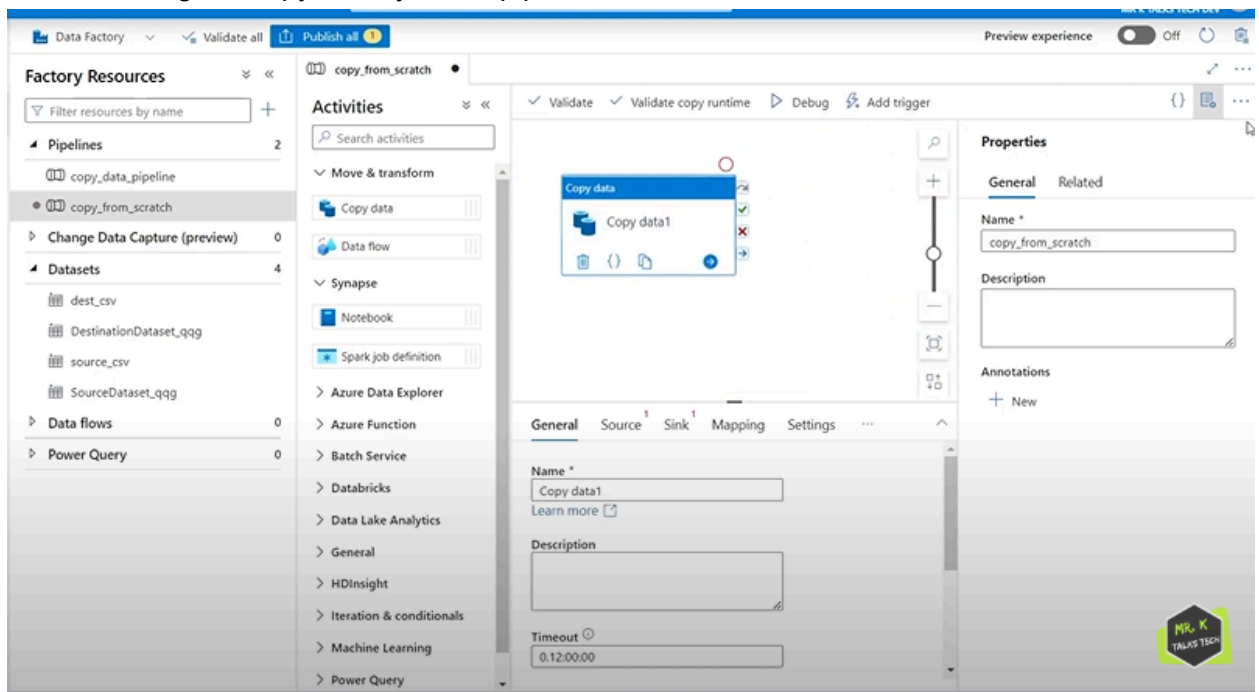 Data Factory
Validate all
Publish all 1
Preview experience
Off
Factory Resources
Filter resources by name
Pipelines 2
copy_data_pipeline
copy_from_scratch
Change Data Capture (preview) 0
Datasets 4
dest_csv
DestinationDataset_qqg
source_csv
SourceDataset_qqg
Data flows 0
Power Query 0
copy_from_scratch
Activities
Search activities
Move & transform
Copy data
Data flow
Synapse
Notebook
Spark job definition
Azure Data Explorer
Azure Function
Batch Service
Databricks
Data Lake Analytics
General
HDInsight
Iteration & conditionals
Machine Learning
Power Query
Validate
Validate copy runtime
Debug
Add trigger
Copy data
Copy data1
General
Source 1
Sink 1
Mapping
Settings
Name *
Copy data1
Learn more
Description
Timeout
0.12:00:00
Properties
General
Related
Name *
copy_from_scratch
Description
Annotations
New
MR. K
TALKS TECH